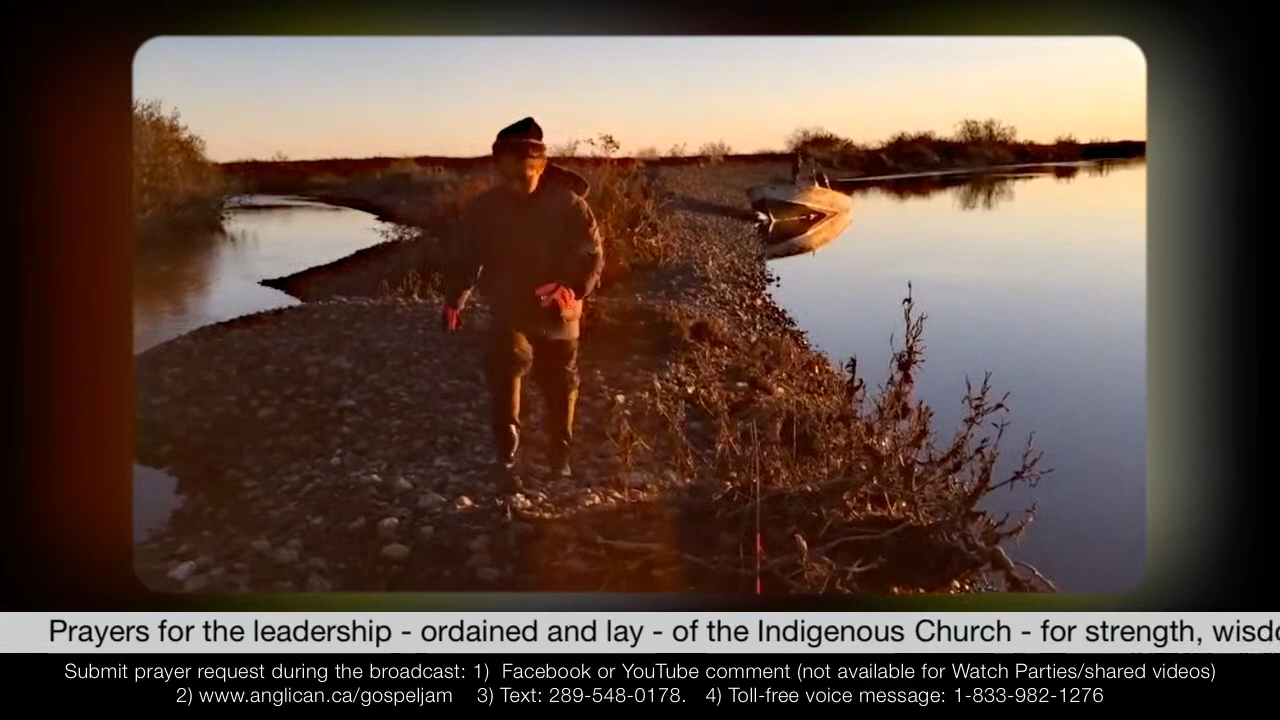 Prayers for the leadership - ordained and lay - of the Indigenous Church - for strength, wisd
Submit prayer request during the broadcast: 1) Facebook or YouTube comment (not available for Watch Parties/shared videos)
2) www.anglican.ca/gospeljam 3) Text: 289-548-0178. 4) Toll-free voice message: 1-833-982-1276